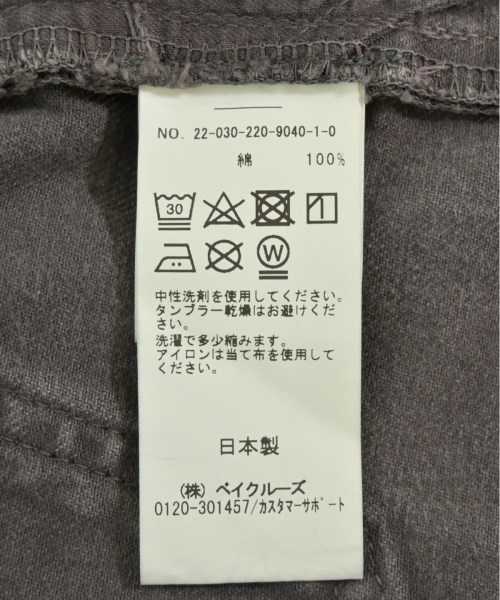 NO. 22-030-220-9040-1-0
綿 100%
30
W
中性洗剤を使用してください。
タンブラー乾燥はお避けくださ
い。
洗濯で多少縮みます。
アイロンは当て布を使用して
ください。
日本製
(株) ベイクルーズ
0120-301457/カスタマーサポート